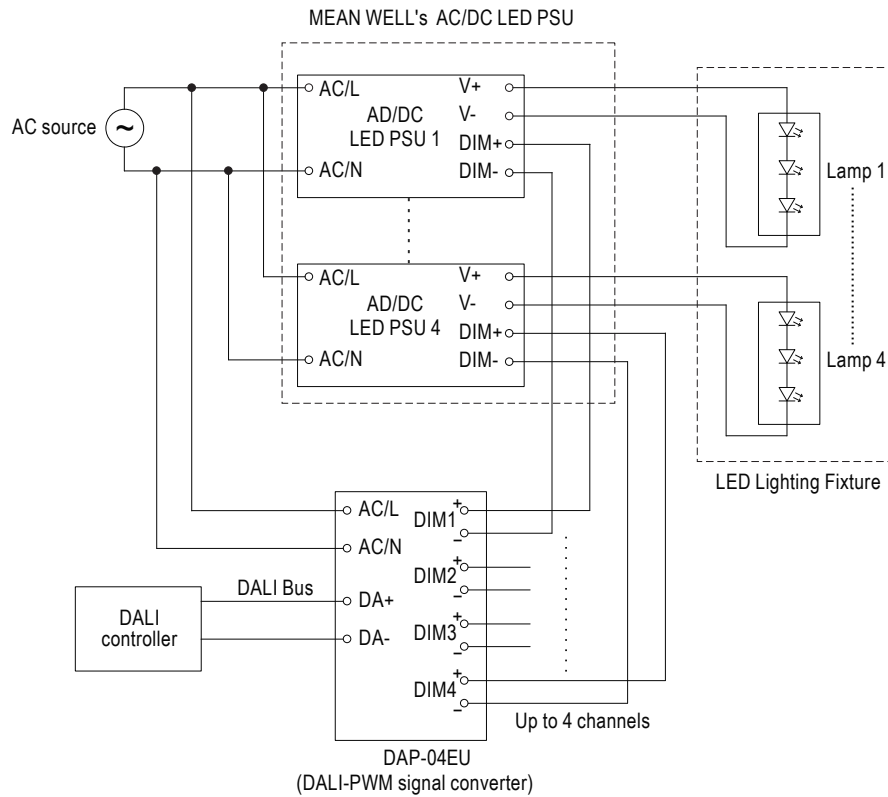 MEAN WELL's AC/DC LED PSU
AC source
~
AC/L
AD/DC
LED PSU 1
AC/N
V+
V-
DIM+
DIM-
Lamp 1
AC/L
AD/DC
LED PSU 4
AC/N
V+
V-
DIM+
DIM-
Lamp 4
LED Lighting Fixture
AC/L
AC/N
DA+
DA-
DIM1
+
–
DIM2
+
–
DIM3
+
–
DIM4
+
–
DALI Bus
DALI
controller
Up to 4 channels
DAP-04EU
(DALI-PWM signal converter)